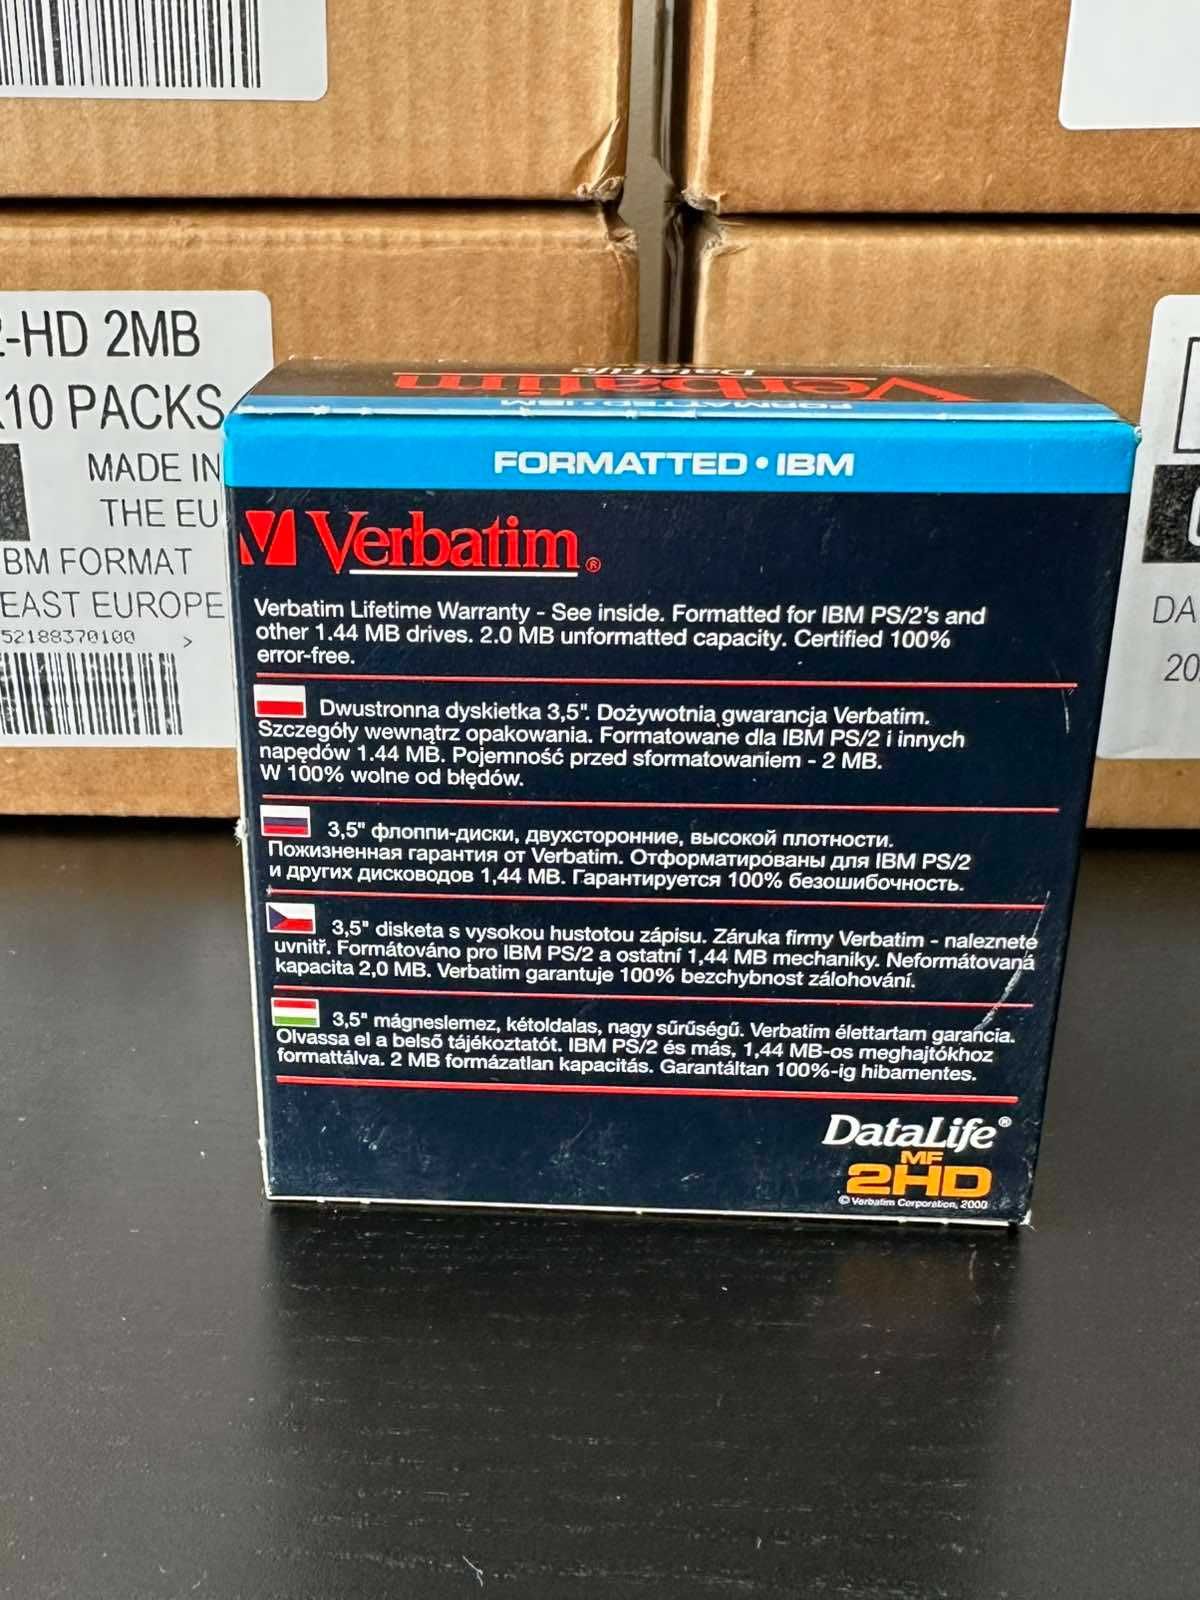 2-HD 2MB
10 PACKS
MADE IN
THE EU
BM FORMAT
EAST EUROPE
52188370100 >
DA
20
Verbatim
DataLife
FORMATTED • IBM
FORMATTED • IBM
Verbatim®
Verbatim Lifetime Warranty - See inside. Formatted for IBM PS/2's and
other 1.44 MB drives. 2.0 MB unformatted capacity. Certified 100%
error-free.
Dwustronna dyskietka 3,5". Dożywotnia gwarancja Verbatim.
Szczegóły wewnątrz opakowania. Formatowane dla IBM PS/2 i innych
napędów 1.44 MB. Pojemność przed sformatowaniem - 2 MB.
W 100% wolne od błędów.
3,5" флоппи-диски, двухсторонние, высокой плотности.
Пожизненная гарантия от Verbatim. Отформатированы для IBM PS/2
и других дисководов 1,44 MB. Гарантируется 100% безошибочность.
3,5" disketa s vysokou hustotou zápisu. Záruka firmy Verbatim - naleznete
uvnitř. Formátováno pro IBM PS/2 a ostatní 1,44 MB mechaniky. Neformátovaná
kapacita 2,0 MB. Verbatim garantuje 100% bezchybnost zálohování.
3,5" mágneslemez, kétoldalas, nagy sűrűségű. Verbatim élettartam garancia.
Olvassa el a belső tájékoztatót. IBM PS/2 és más, 1,44 MB-os meghajtókhoz
formattálva. 2 MB formázatlan kapacitás. Garantáltan 100%-ig hibamentes.
DataLife®
MF
2HD
© Verbatim Corporation, 2000